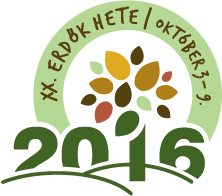 XX. ERDŐK HETE | OKTÓBER 3-9.
2016